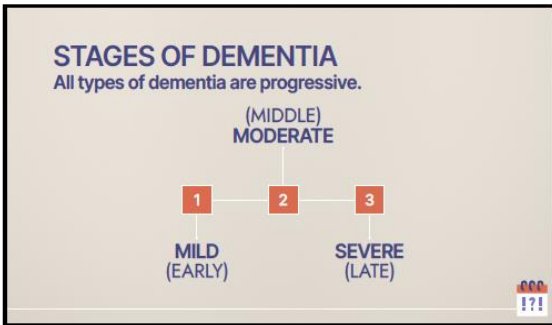 STAGES OF DEMENTIA
All types of dementia are progressive.
(MIDDLE)
MODERATE
1
2
3
MILD
(EARLY)
SEVERE
(LATE)
!?!